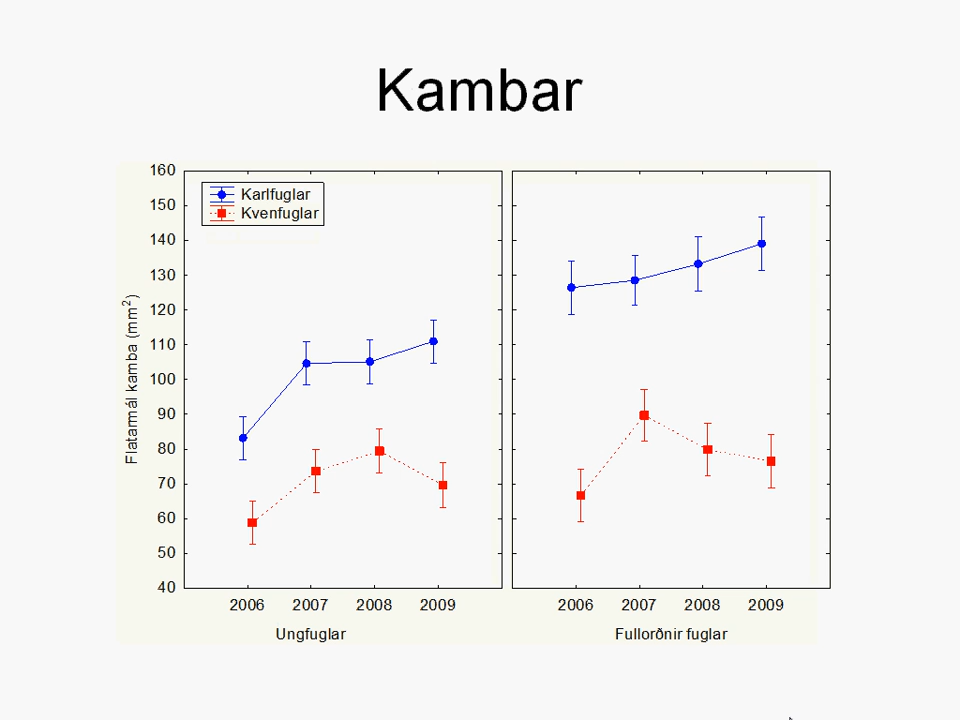 Kambar
160
150
140
130
120
110
100
90
80
70
60
50
40
Flatarmál kamba (mm²)
Karlfuglar
Kvenfuglar
2006 2007 2008 2009
2006 2007 2008 2009
Ungfuglar
Fullorðnir fuglar